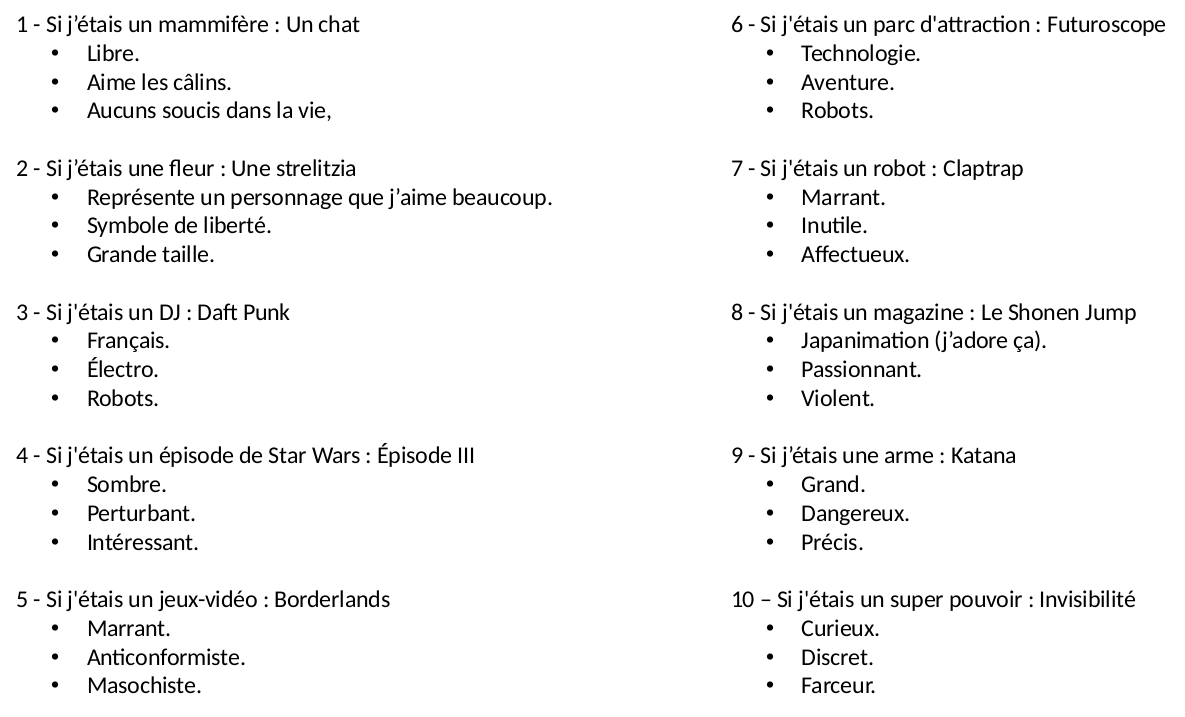 1 - Si j’étais un mammifère : Un chat
• Libre.
• Aime les câlins.
• Aucuns soucis dans la vie,
2 - Si j’étais une fleur : Une strelitzia
• Représente un personnage que j’aime beaucoup.
• Symbole de liberté.
• Grande taille.
3 - Si j'étais un DJ : Daft Punk
• Français.
• Électro.
• Robots.
4 - Si j'étais un épisode de Star Wars : Épisode III
• Sombre.
• Perturbant.
• Intéressant.
5 - Si j'étais un jeux-vidéo : Borderlands
• Marrant.
• Anticonformiste.
• Masochiste.
6 - Si j'étais un parc d'attraction : Futuroscope
• Technologie.
• Aventure.
• Robots.
7 - Si j'étais un robot : Claptrap
• Marrant.
• Inutile.
• Affectueux.
8 - Si j'étais un magazine : Le Shonen Jump
• Japanimation (j’adore ça).
• Passionnant.
• Violent.
9 - Si j’étais une arme : Katana
• Grand.
• Dangereux.
• Précis.
10 – Si j'étais un super pouvoir : Invisibilité
• Curieux.
• Discret.
• Farceur.